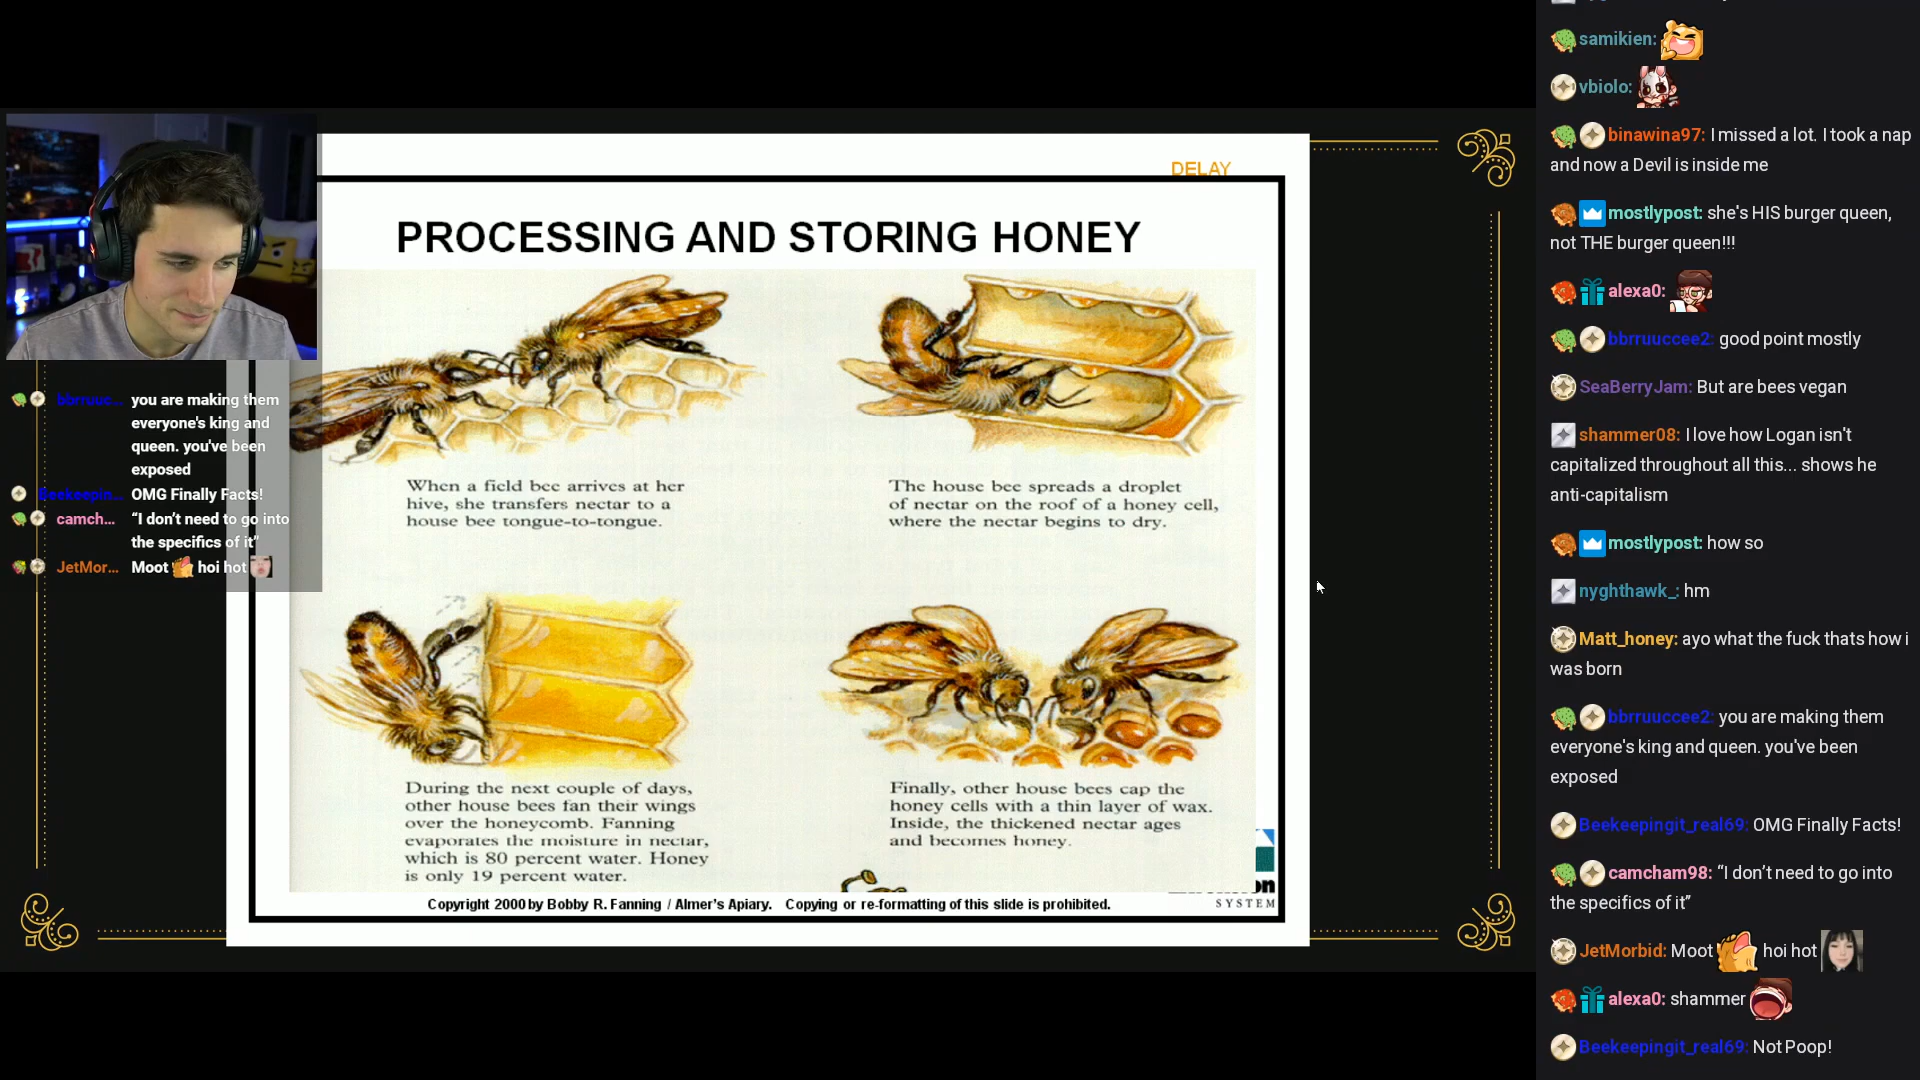 DELAY
PROCESSING AND STORING HONEY
When a field bee arrives at her
hive, she transfers nectar to a
house bee tongue-to-tongue.
The house bee spreads a droplet
of nectar on the roof of a honey cell,
where the nectar begins to dry.
During the next couple of days,
other house bees fan their wings
over the honeycomb. Fanning
evaporates the moisture in nectar,
which is 80 percent water. Honey
is only 19 percent water.
Finally, other house bees cap the
honey cells with a thin layer of wax.
Inside, the thickened nectar ages
and becomes honey.
Copyright 2000 by Bobby R. Fanning / Almer's Apiary. Copying or re-formatting of this slide is prohibited.
SYSTEM
bbrruuc... you are making them
everyone's king and
queen. you've been
exposed
Beekeepin... OMG Finally Facts!
camch... “I don’t need to go into
the specifics of it”
JetMor... Moot hoi hot
samikien:
vbiolo:
binawina97: I missed a lot. I took a nap
and now a Devil is inside me
mostlypost: she's HIS burger queen,
not THE burger queen!!!
alexa0:
bbrruuccee2: good point mostly
SeaBerryJam: But are bees vegan
shammer08: I love how Logan isn't
capitalized throughout all this... shows he
anti-capitalism
mostlypost: how so
nyghthawk_: hm
Matt_honey: ayo what the fuck thats how i
was born
bbrruuccee2: you are making them
everyone's king and queen. you've been
exposed
Beekeepingit_real69: OMG Finally Facts!
camcham98: “I don’t need to go into
the specifics of it”
JetMorbid: Moot hoi hot
alexa0: shammer
Beekeepingit_real69: Not Poop!